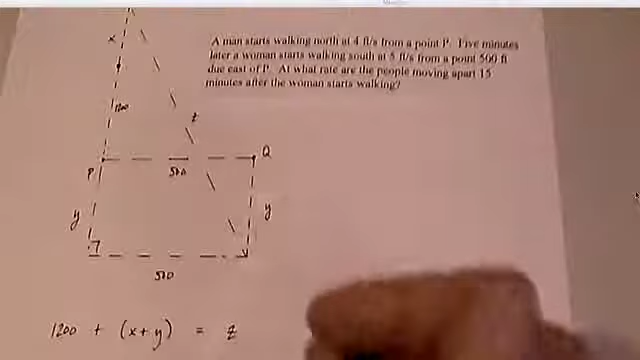 A man starts walking north at 4 ft/s from a point P. Five minutes
later a woman starts walking south at 5 ft/s from a point 500 ft
due east of P. At what rate are the people moving apart 15
minutes after the woman starts walking?
x
1200
z
P
500
Q
y
y
500
1200 + (x+y) = z